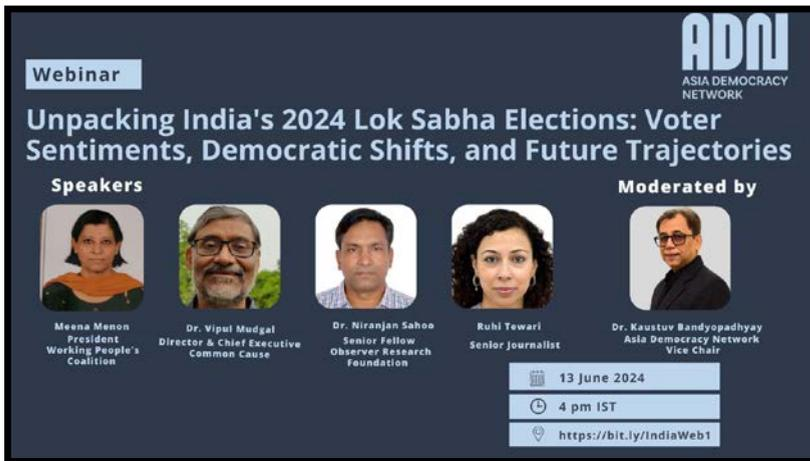 ADN
ASIA DEMOCRACY
NETWORK
Webinar
Unpacking India's 2024 Lok Sabha Elections: Voter
Sentiments, Democratic Shifts, and Future Trajectories
Speakers
Moderated by
Meena Menon
President
Working People's
Coalition
Dr. Vipul Mudgal
Director & Chief Executive
Common Cause
Dr. Niranjan Sahoo
Senior Fellow
Observer Research
Foundation
Ruhi Tewari
Senior Journalist
Dr. Kaustuv Bandyopadhyay
Asia Democracy Network
Vice Chair
13 June 2024
4 pm IST
https://bit.ly/IndiaWeb1